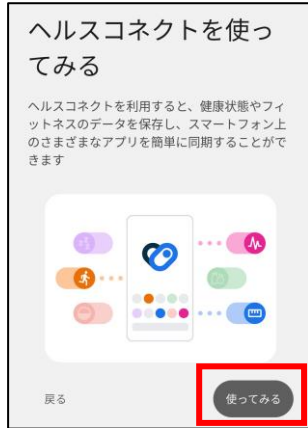 ヘルスコネクトを使っ
てみる
ヘルスコネクトを利用すると、健康状態やフィ
ットネスのデータを保存し、スマートフォン上
のさまざまなアプリを簡単に同期することがで
きます
戻る
使ってみる